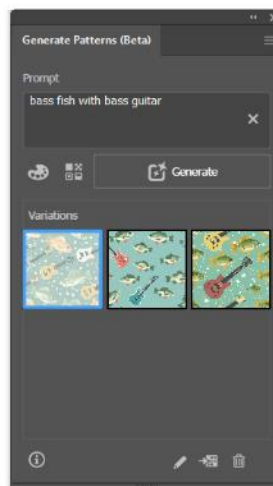 Generate Patterns (Beta)
Prompt
bass fish with bass guitar
Generate
Variations